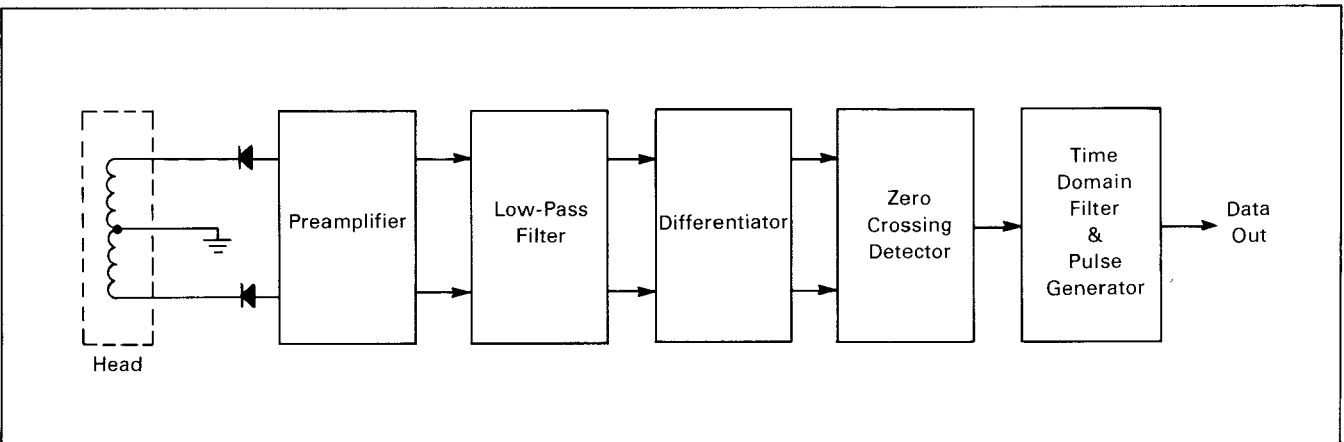 Head
Preamplifier
Low-Pass
Filter
Differentiator
Zero
Crossing
Detector
Time
Domain
Filter
&
Pulse
Generator
Data
Out